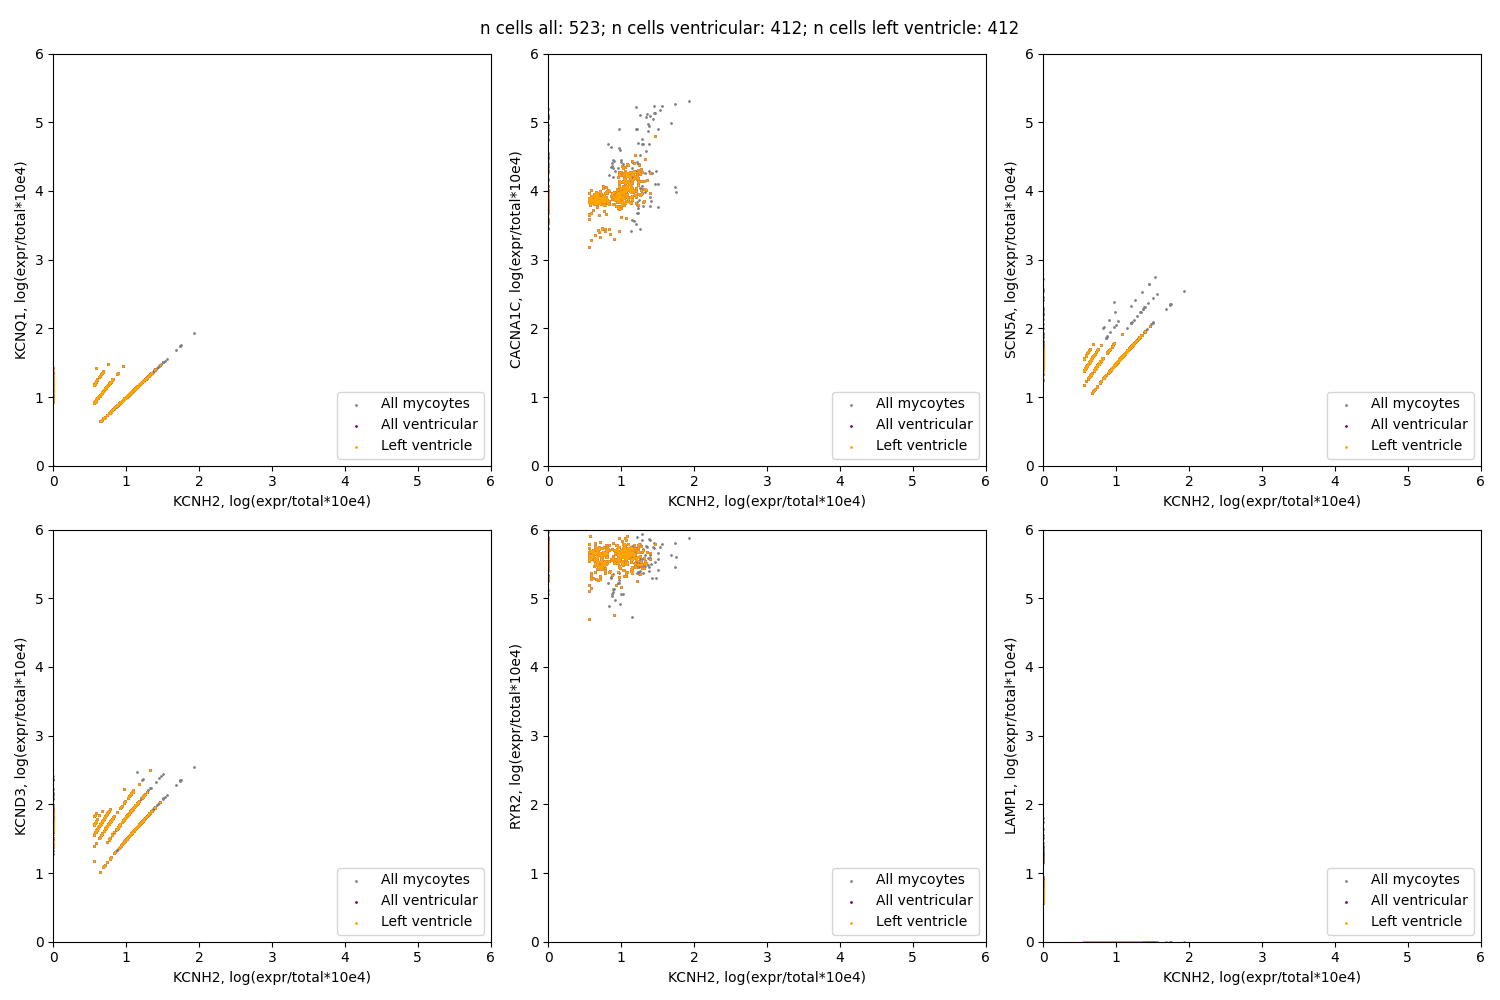 n cells all: 523; n cells ventricular: 412; n cells left ventricle: 412
6
5
4
3
2
1
0
KCNQ1, log(expr/total*10e4)
All mycoytes
All ventricular
Left ventricle
0 1 2 3 4 5 6
KCNH2, log(expr/total*10e4)
6
5
4
3
2
1
0
CACNA1C, log(expr/total*10e4)
All mycoytes
All ventricular
Left ventricle
0 1 2 3 4 5 6
KCNH2, log(expr/total*10e4)
6
5
4
3
2
1
0
SCN5A, log(expr/total*10e4)
All mycoytes
All ventricular
Left ventricle
0 1 2 3 4 5 6
KCNH2, log(expr/total*10e4)
6
5
4
3
2
1
0
KCND3, log(expr/total*10e4)
All mycoytes
All ventricular
Left ventricle
0 1 2 3 4 5 6
KCNH2, log(expr/total*10e4)
6
5
4
3
2
1
0
RYR2, log(expr/total*10e4)
All mycoytes
All ventricular
Left ventricle
0 1 2 3 4 5 6
KCNH2, log(expr/total*10e4)
6
5
4
3
2
1
0
LAMP1, log(expr/total*10e4)
All mycoytes
All ventricular
Left ventricle
0 1 2 3 4 5 6
KCNH2, log(expr/total*10e4)